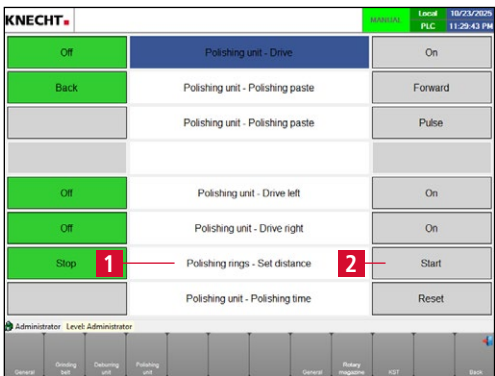 KNECHT.
MANUAL
Local 10/23/2025
PLC 11:29:43 PM
Off Polishing unit - Drive On
Back Polishing unit - Polishing paste Forward
Polishing unit - Polishing paste Pulse
Off Polishing unit - Drive left On
Off Polishing unit - Drive right On
Stop 1 Polishing rings - Set distance 2 Start
Polishing unit - Polishing time Reset
Administrator Level: Administrator
General Grinding belt Deburring unit Polishing unit General Rotary magazine KST Back